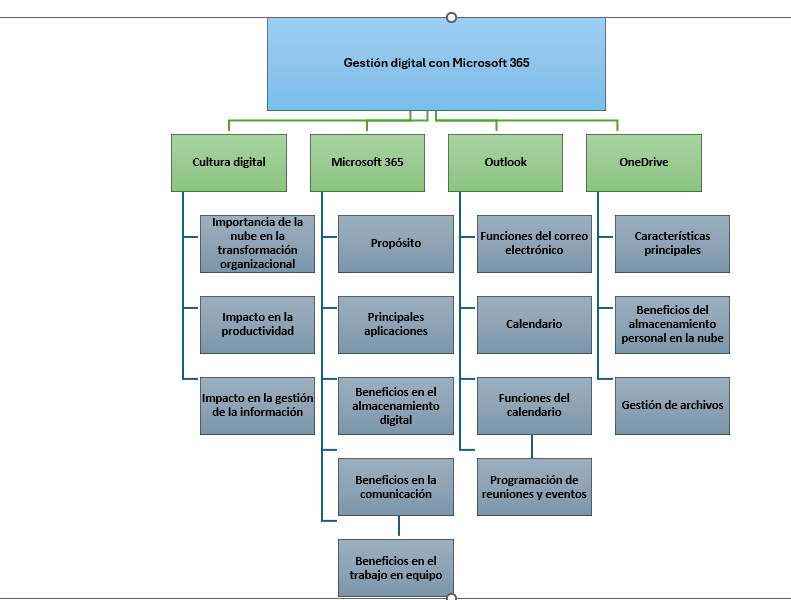 Gestión digital con Microsoft 365
Cultura digital
Microsoft 365
Outlook
OneDrive
Importancia de la
nube en la
transformación
organizacional
Propósito
Funciones del correo
electrónico
Características
principales
Impacto en la
productividad
Principales
aplicaciones
Calendario
Beneficios del
almacenamiento
personal en la nube
Impacto en la gestión
de la información
Beneficios en el
almacenamiento
digital
Funciones del
calendario
Gestión de archivos
Beneficios en la
comunicación
Programación de
reuniones y eventos
Beneficios en el
trabajo en equipo